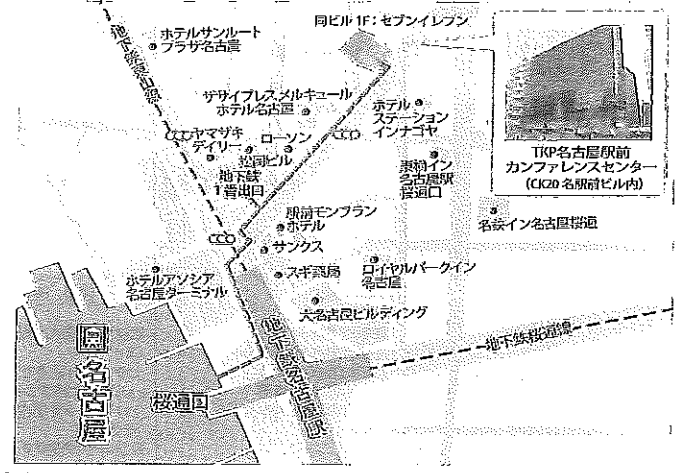 同ビル 1F：セブンイレブン
ホテルサンルート
プラザ名古屋
地下鉄東山線
ザサイプレスメルキュール
ホテル名古屋
ホテル
ステーション
インナゴヤ
ヤマザキ
デイリー
ローソン
松岡ビル
地下鉄
1番出口
東横イン
名古屋駅
桜通口
TKP名古屋駅前
カンファレンスセンター
(CK20 名駅前ビル内)
駅前モンブラン
ホテル
名鉄イン名古屋桜通
サンクス
スギ薬局
ロイヤルパークイン
名古屋
ホテルアソシア
名古屋ターミナル
大名古屋ビルディング
地下鉄名古屋駅
地下鉄桜通線
名古屋
桜通口